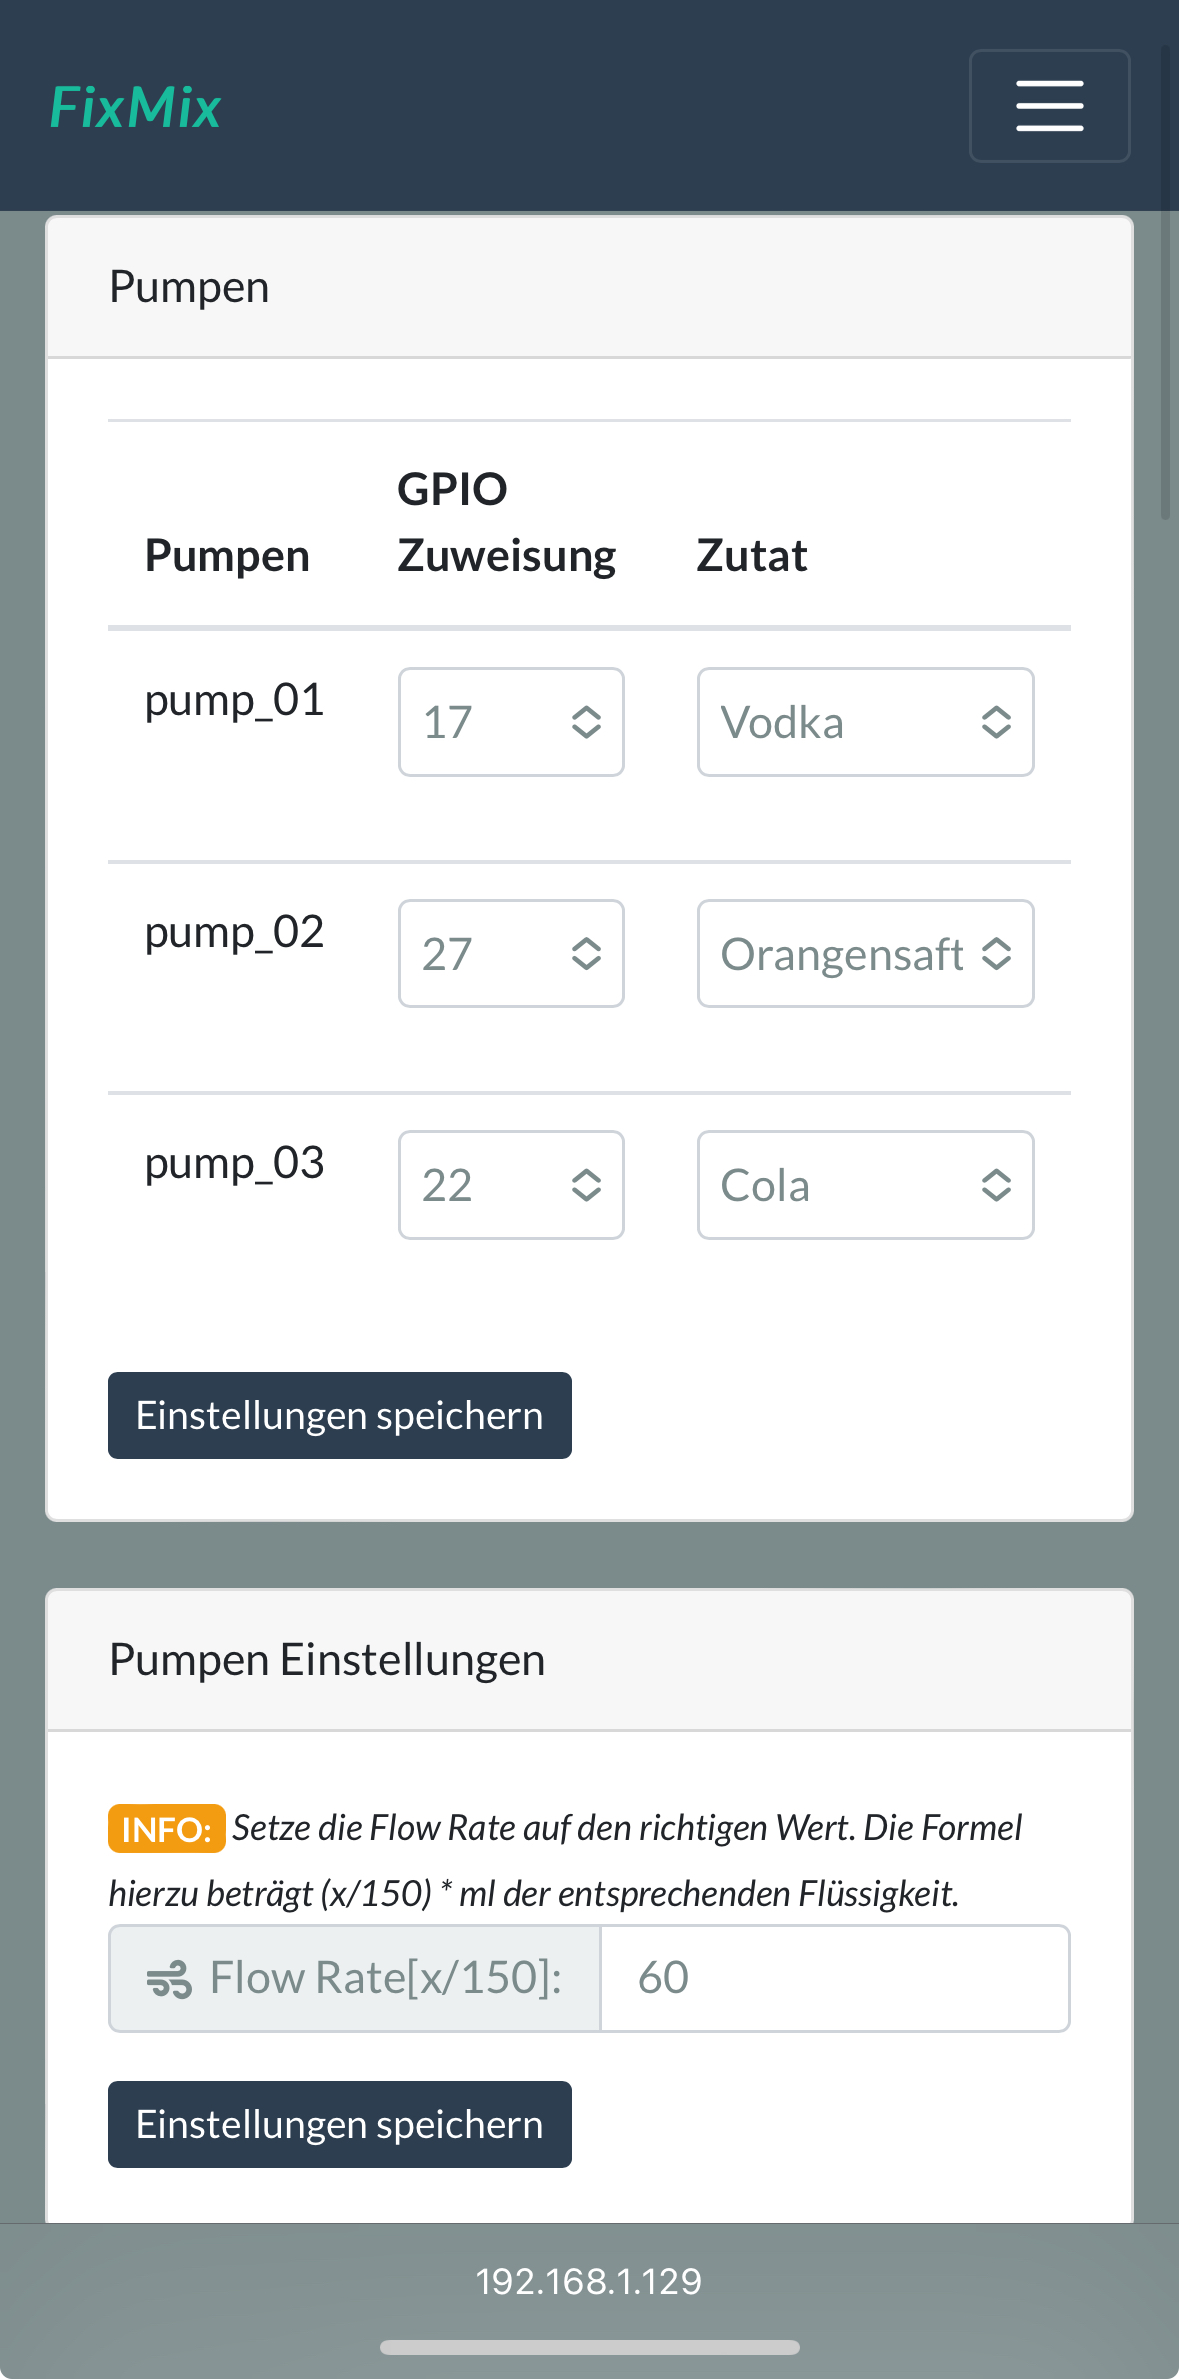 FixMix
Pumpen
GPIO
Pumpen Zuweisung Zutat
pump_01 17 Vodka
pump_02 27 Orangensaft
pump_03 22 Cola
Einstellungen speichern
Pumpen Einstellungen
INFO: Setze die Flow Rate auf den richtigen Wert. Die Formel
hierzu beträgt (x/150) * ml der entsprechenden Flüssigkeit.
Flow Rate[x/150]: 60
Einstellungen speichern
192.168.1.129